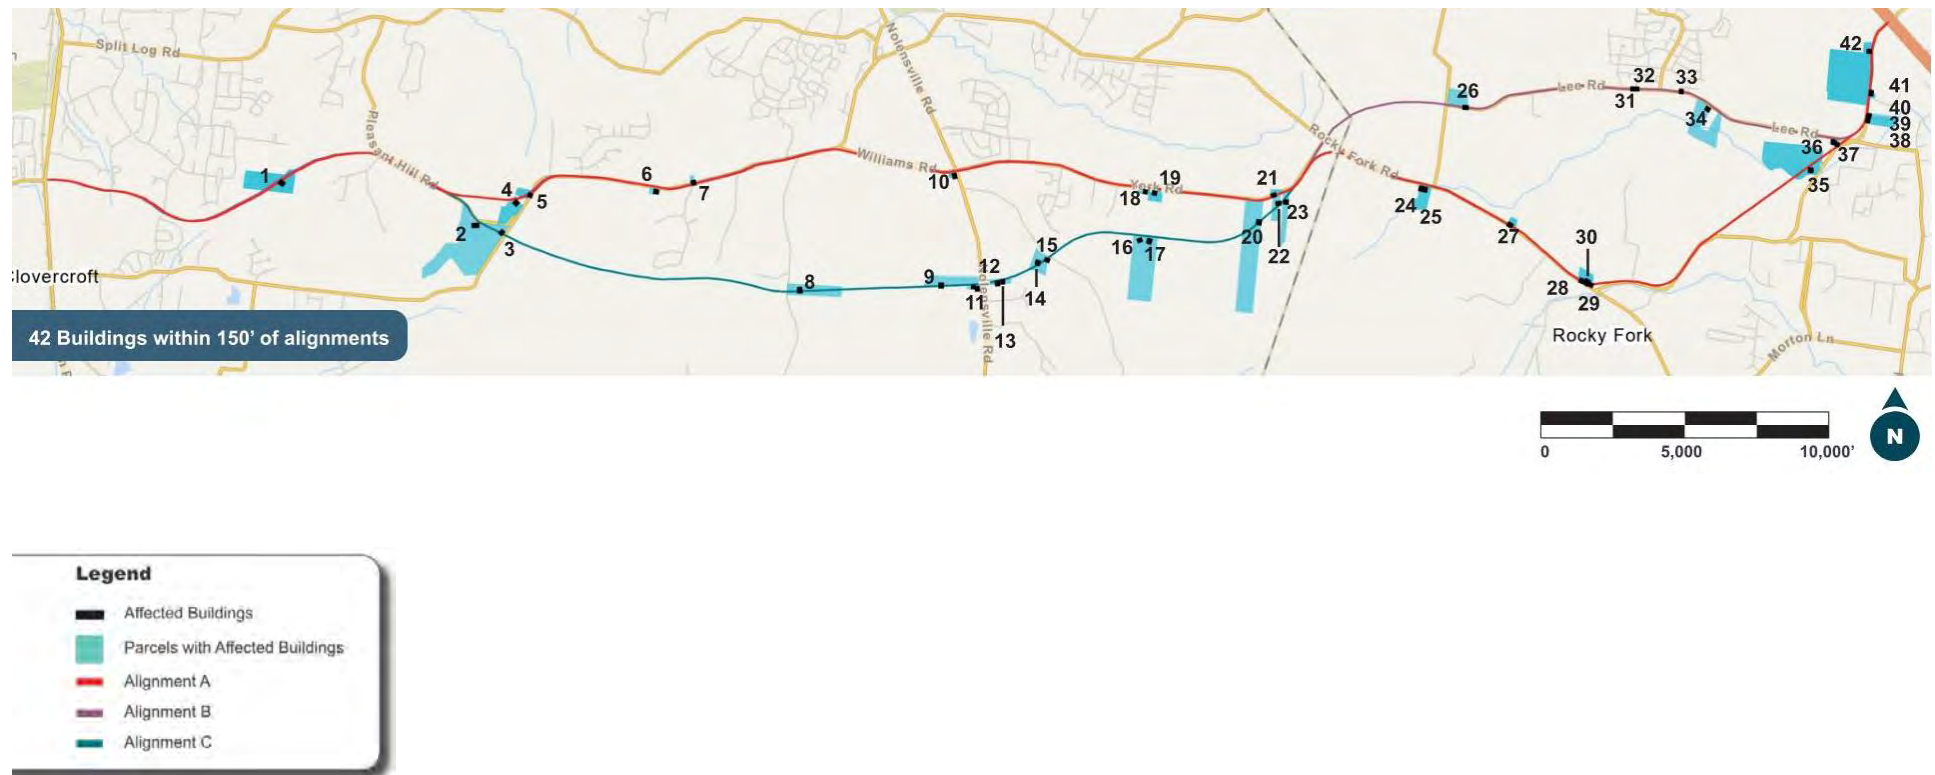 Split Log Rd
Nolensville Rd
42
26
32
33
Lee Rd
31
41
40
39
38
34
Lee Rd
36
37
35
Pleasant Hill Rd
Rocky Fork Rd
1
4
5
6
7
Williams Rd
10
York Rd
18
19
21
23
20
22
24
25
27
2
3
8
9
11
12
13
14
15
16
17
30
28
29
lovercroft
Nolensville Rd
Rocky Fork
Morton Ln
42 Buildings within 150' of alignments
0
5,000
10,000'
N
Legend
Affected Buildings
Parcels with Affected Buildings
Alignment A
Alignment B
Alignment C